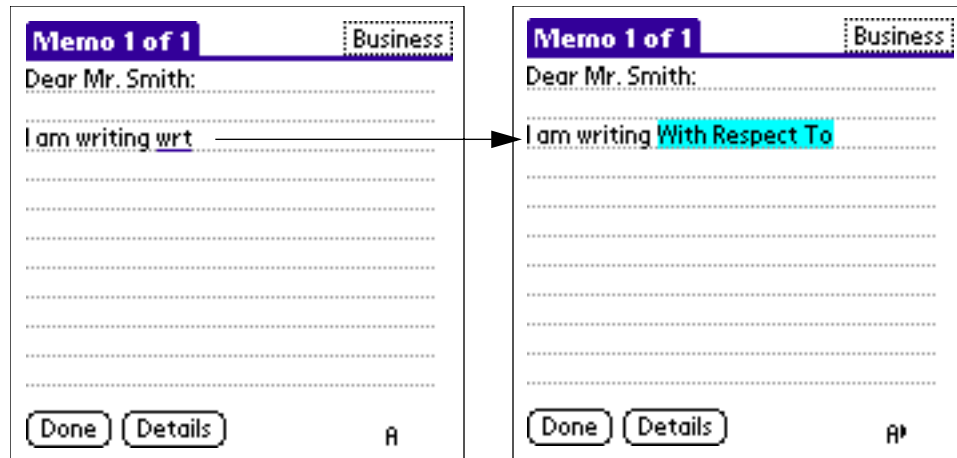 Memo 1 of 1 Business
Dear Mr. Smith:
I am writing wrt
Done Details A
Memo 1 of 1 Business
Dear Mr. Smith:
I am writing With Respect To
Done Details A